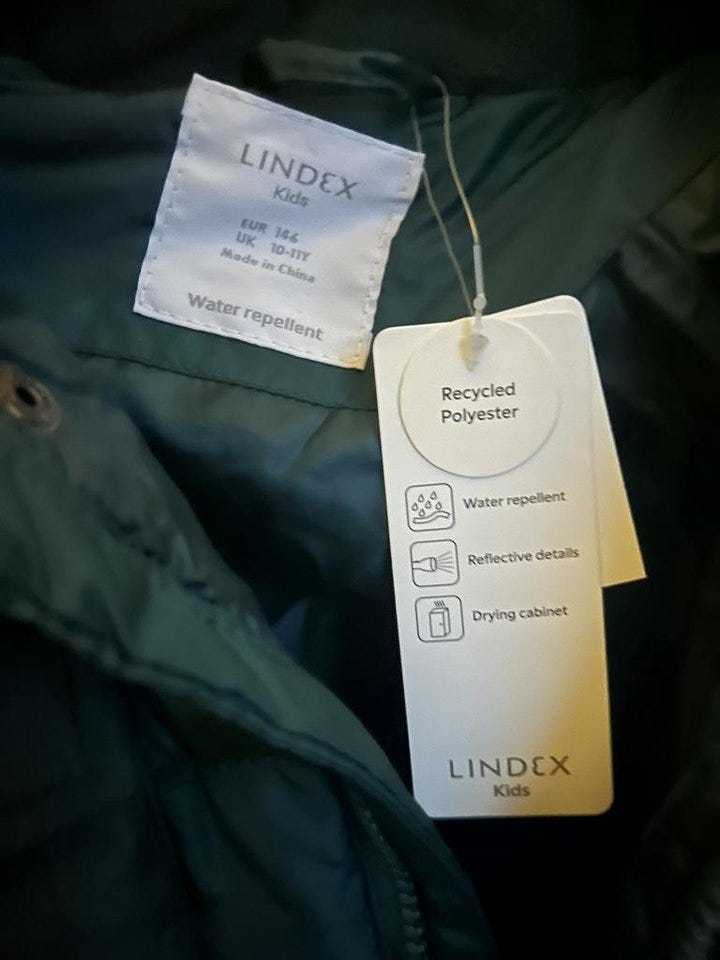 LINDEX
Kids
EUR 146
UK 10-11Y
Made in China
Water repellent
Recycled
Polyester
Water repellent
Reflective details
Drying cabinet
LINDEX
Kids